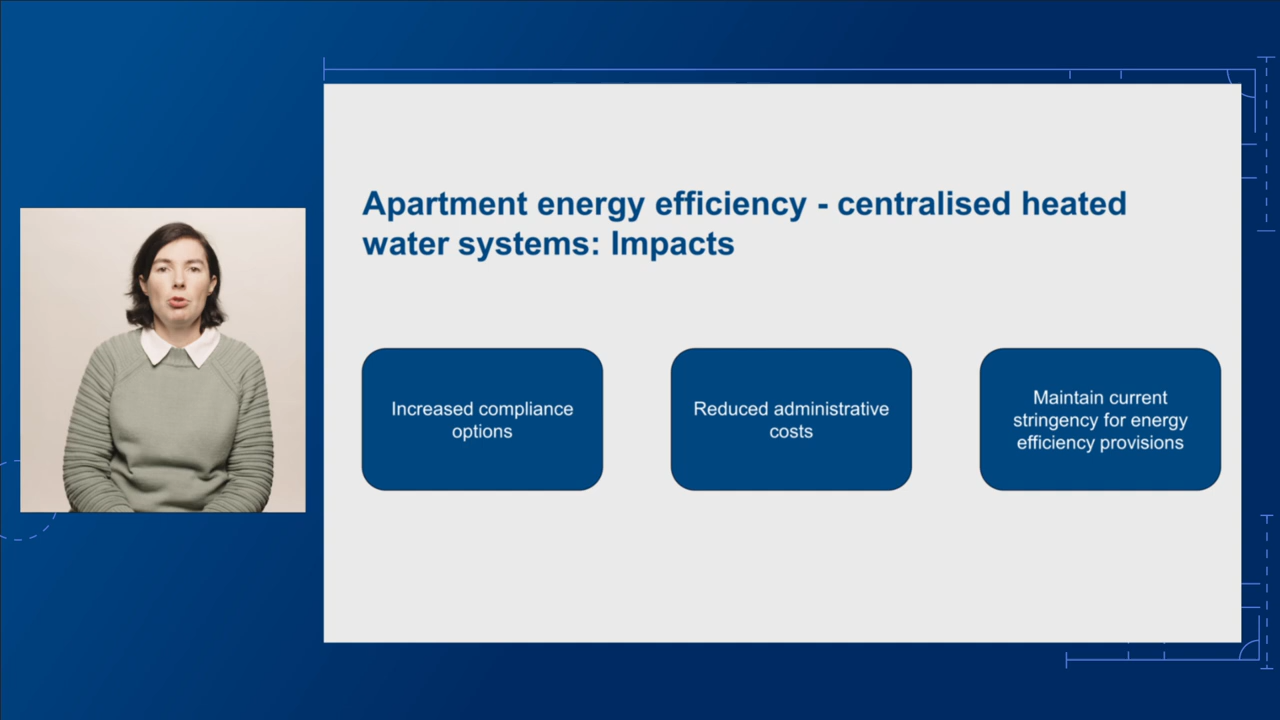 Apartment energy efficiency - centralised heated
water systems: Impacts
Increased compliance
options
Reduced administrative
costs
Maintain current
stringency for energy
efficiency provisions